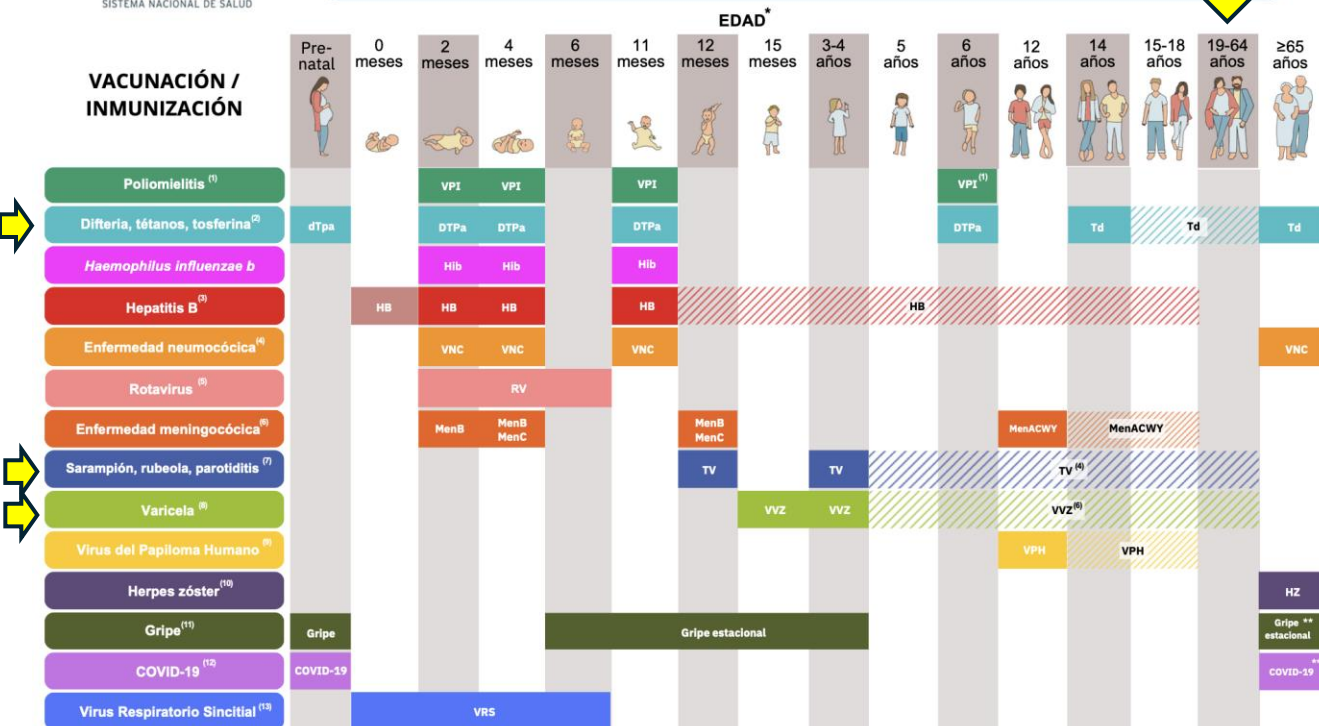 SISTEMA NACIONAL DE SALUD
EDAD*
VACUNACIÓN /
INMUNIZACIÓN
Pre-
natal
0
meses
2
meses
4
meses
6
meses
11
meses
12
meses
15
meses
3-4
años
5
años
6
años
12
años
14
años
15-18
años
19-64
años
≥65
años
Poliomielitis (1)
VPI
VPI
VPI
VPI(1)
Difteria, tétanos, tosferina(2)
dTpa
DTPa
DTPa
DTPa
DTPa
Td
Td
Td
Haemophilus influenzae b
Hib
Hib
Hib
Hepatitis B(3)
HB
HB
HB
HB
HB
Enfermedad neumocócica(4)
VNC
VNC
VNC
VNC
Rotavirus (5)
RV
Enfermedad meningocócica(6)
MenB
MenB
MenC
MenB
MenC
MenACWY
MenACWY
Sarampión, rubeola, parotiditis (7)
TV
TV
TV(4)
Varicela (8)
VVZ
VVZ
VVZ(6)
Virus del Papiloma Humano (9)
VPH
VPH
Herpes zóster(10)
HZ
Gripe(11)
Gripe
Gripe estacional
Gripe **
estacional
COVID-19 (12)
COVID-19
COVID-19**
Virus Respiratorio Sincitial (13)
VRS